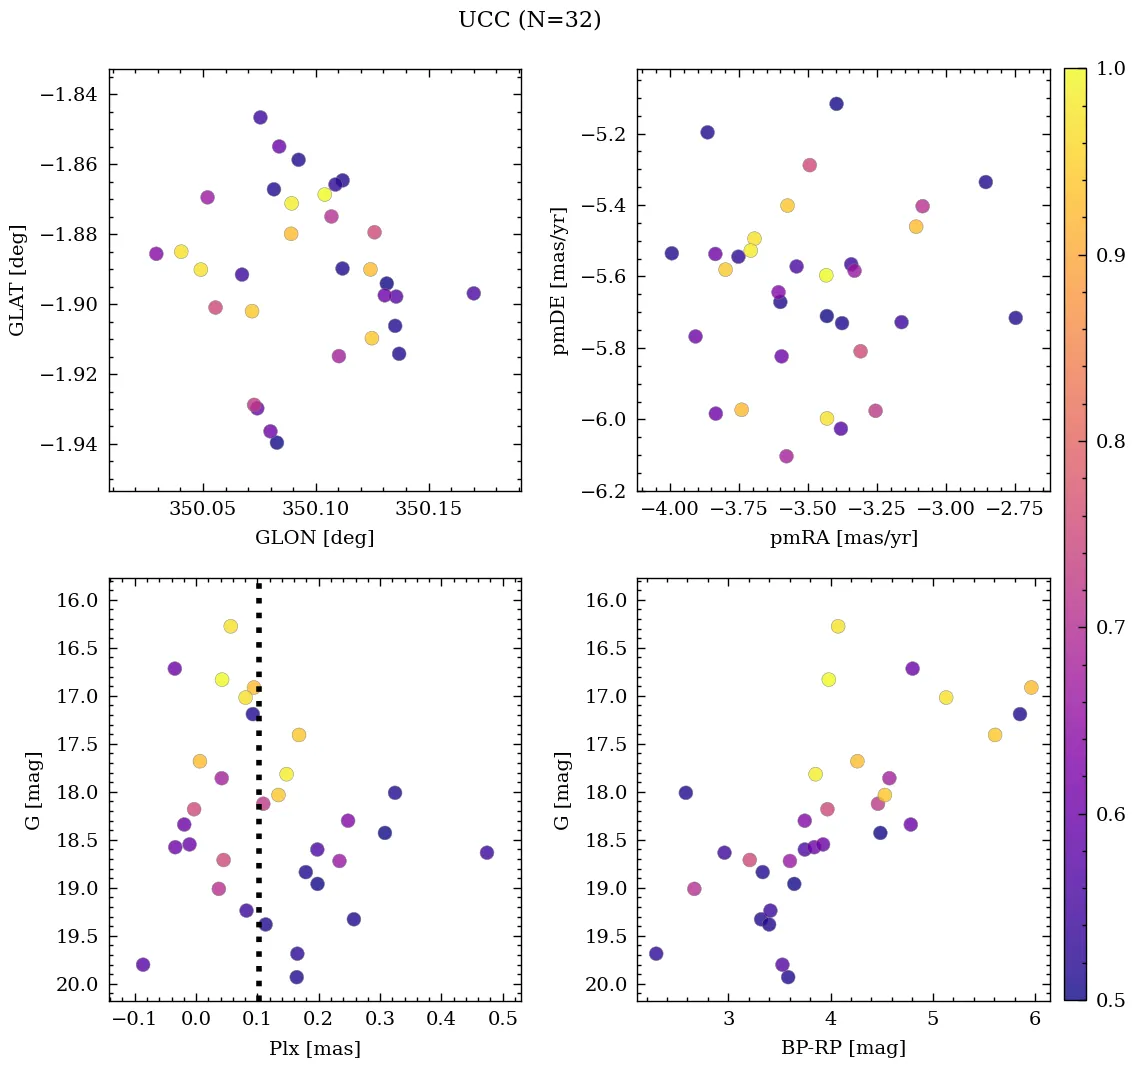 UCC (N=32)
−1.84
−1.86
−1.88
−1.90
−1.92
−1.94
GLAT [deg]
350.05 350.10 350.15
GLON [deg]
−5.2
−5.4
−5.6
−5.8
−6.0
−6.2
pmDE [mas/yr]
−4.00 −3.75 −3.50 −3.25 −3.00 −2.75
pmRA [mas/yr]
1.0
0.9
0.8
0.7
0.6
0.5
16.0
16.5
17.0
17.5
18.0
18.5
19.0
19.5
20.0
G [mag]
−0.1 0.0 0.1 0.2 0.3 0.4 0.5
Plx [mas]
16.0
16.5
17.0
17.5
18.0
18.5
19.0
19.5
20.0
G [mag]
3 4 5 6
BP-RP [mag]